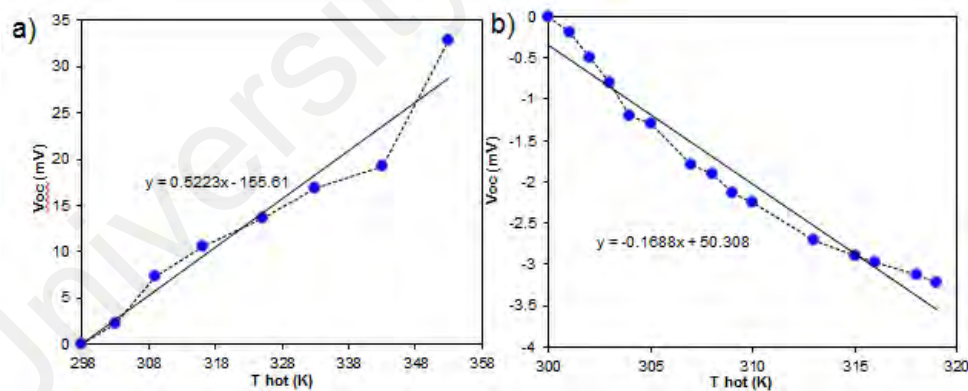 a)
35
30
25
20
15
10
5
0
Voc (mV)
y = 0.5223x - 155.61
298 308 318 328 338 348 358
T hot (K)
b)
0
-0.5
-1
-1.5
-2
-2.5
-3
-3.5
-4
Voc (mV)
y = -0.1688x + 50.308
300 305 310 315 320
T hot (K)
University